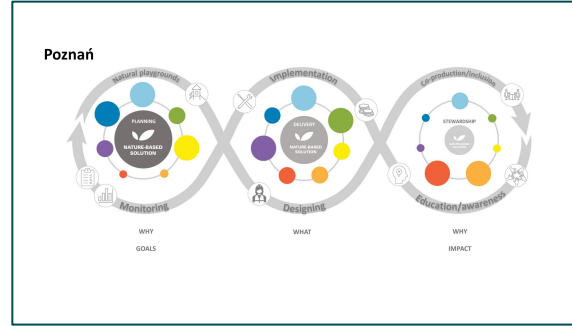 Poznań
Natural playgrounds
Implementation
Co-production/inclusive
PLANNING
NATURE-BASED
SOLUTION
DELIVERY
NATURE-BASED
SOLUTION
STEWARDSHIP
Monitoring
Designing
Education/awareness
WHY
GOALS
WHAT
WHY
IMPACT